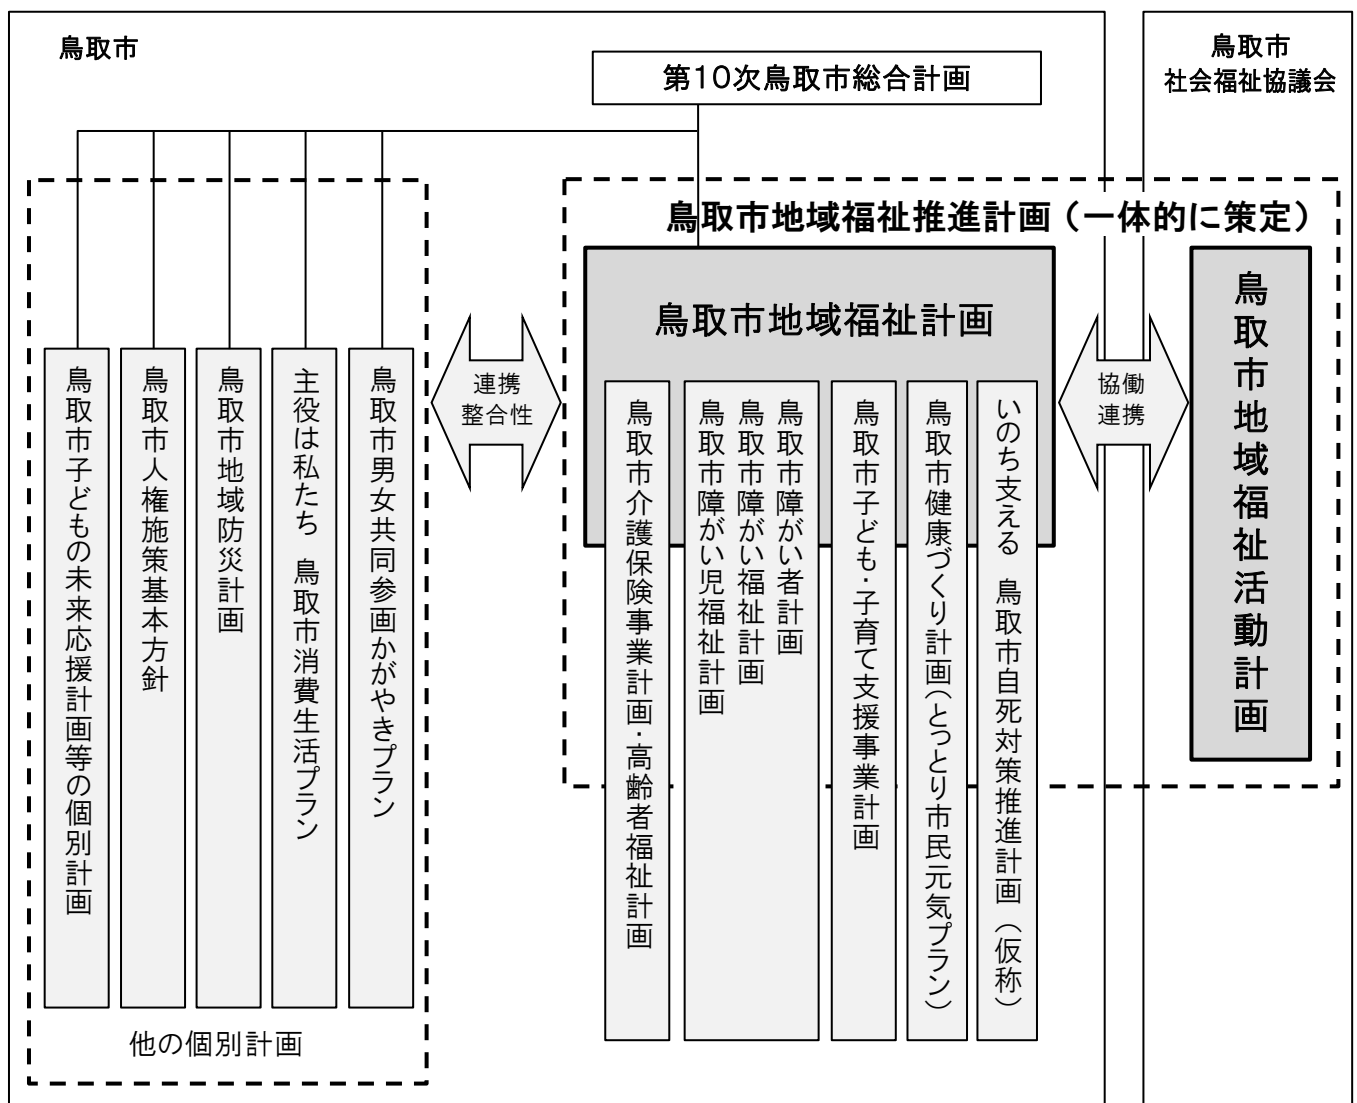 鳥取市
鳥取市
社会福祉協議会
第10次鳥取市総合計画
鳥取市地域福祉推進計画（一体的に策定）
鳥取市地域福祉計画
鳥取市地域福祉活動計画
連携
整合性
協働
連携
鳥取市子どもの未来応援計画等の個別計画
鳥取市人権施策基本方針
鳥取市地域防災計画
主役は私たち 鳥取市消費生活プラン
鳥取市男女共同参画かがやきプラン
他の個別計画
鳥取市介護保険事業計画・高齢者福祉計画
鳥取市障がい者計画
鳥取市障がい福祉計画
鳥取市障がい児福祉計画
鳥取市子ども・子育て支援事業計画
鳥取市健康づくり計画（とっとり市民元気プラン）
いのち支える 鳥取市自死対策推進計画（仮称）